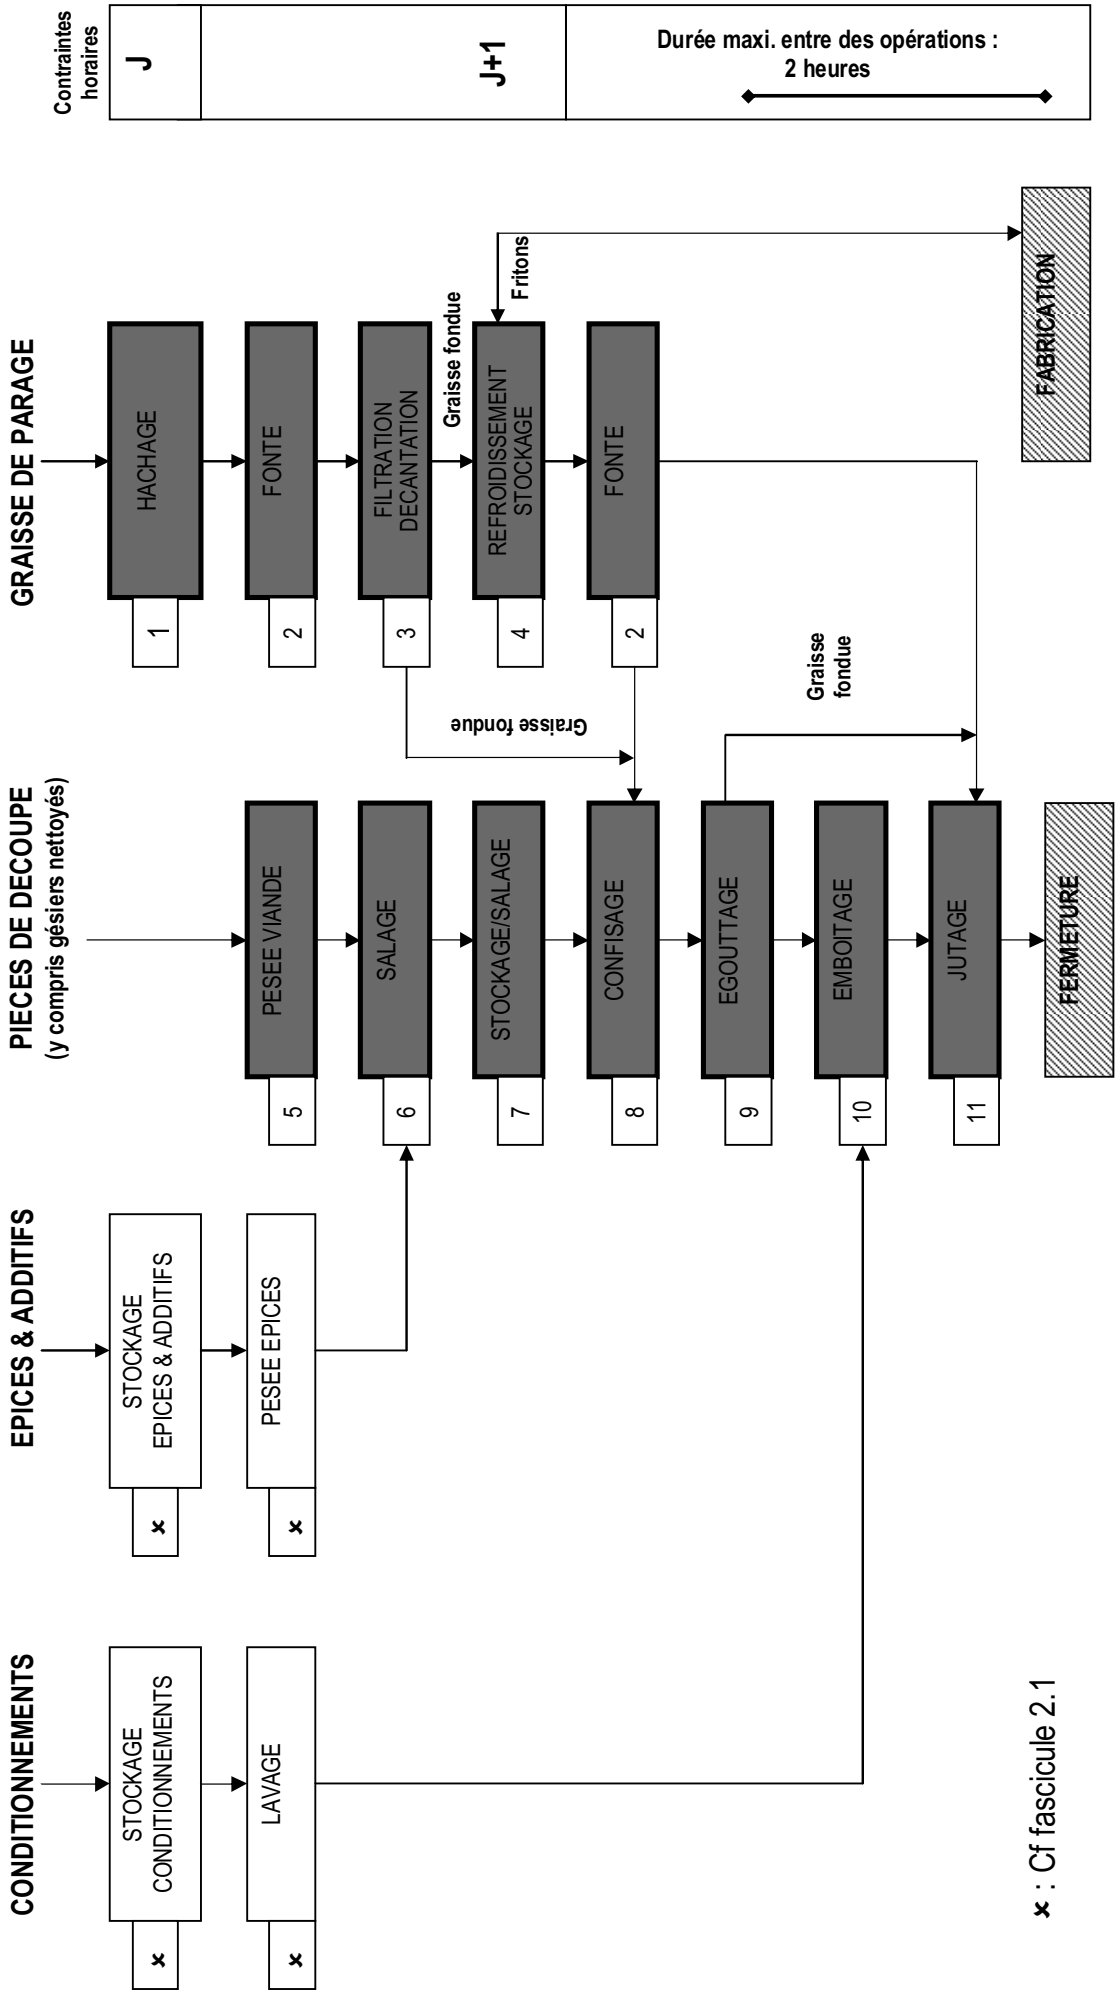 CONDITIONNEMENTS
STOCKAGE
CONDITIONNEMENTS
×
LAVAGE
×
EPICES & ADDITIFS
STOCKAGE
EPICES & ADDITIFS
×
PESEE EPICES
×
PIECES DE DECOUPE
(y compris gésiers nettoyés)
PESEE VIANDE
5
SALAGE
6
STOCKAGE/SALAGE
7
CONFISAGE
8
EGOUTTAGE
9
EMBOITAGE
10
JUTAGE
11
FERMETURE
GRAISSE DE PARAGE
HACHAGE
1
FONTE
2
FILTRATION
DECANTATION
3
Graisse fondue
REFROIDISSEMENT
STOCKAGE
4
Fritons
FONTE
2
Graisse fondue
Graisse
fondue
FABRICATION
Contraintes
horaires
J
J+1
Durée maxi. entre des opérations :
2 heures
× : Cf fascicule 2.1